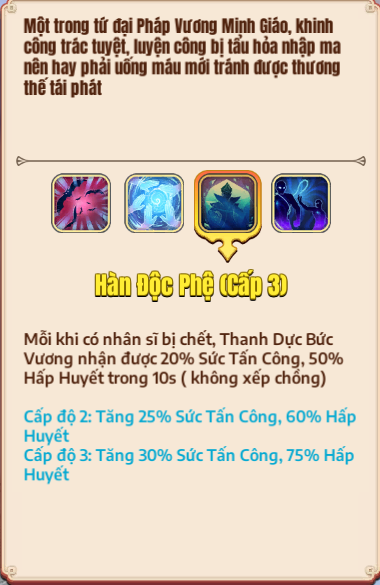 Một trong tứ đại Pháp Vương Minh Giáo, khinh
công trác tuyệt, luyện công bị tẩu hỏa nhập ma
nên hay phải uống máu mới tránh được thương
thế tái phát
Hàn Độc Phệ (Cấp 3)
Mỗi khi có nhân sĩ bị chết, Thanh Dực Bức
Vương nhận được 20% Sức Tấn Công, 50%
Hấp Huyết trong 10s ( không xếp chồng)
Cấp độ 2: Tăng 25% Sức Tấn Công, 60% Hấp
Huyết
Cấp độ 3: Tăng 30% Sức Tấn Công, 75% Hấp
Huyết